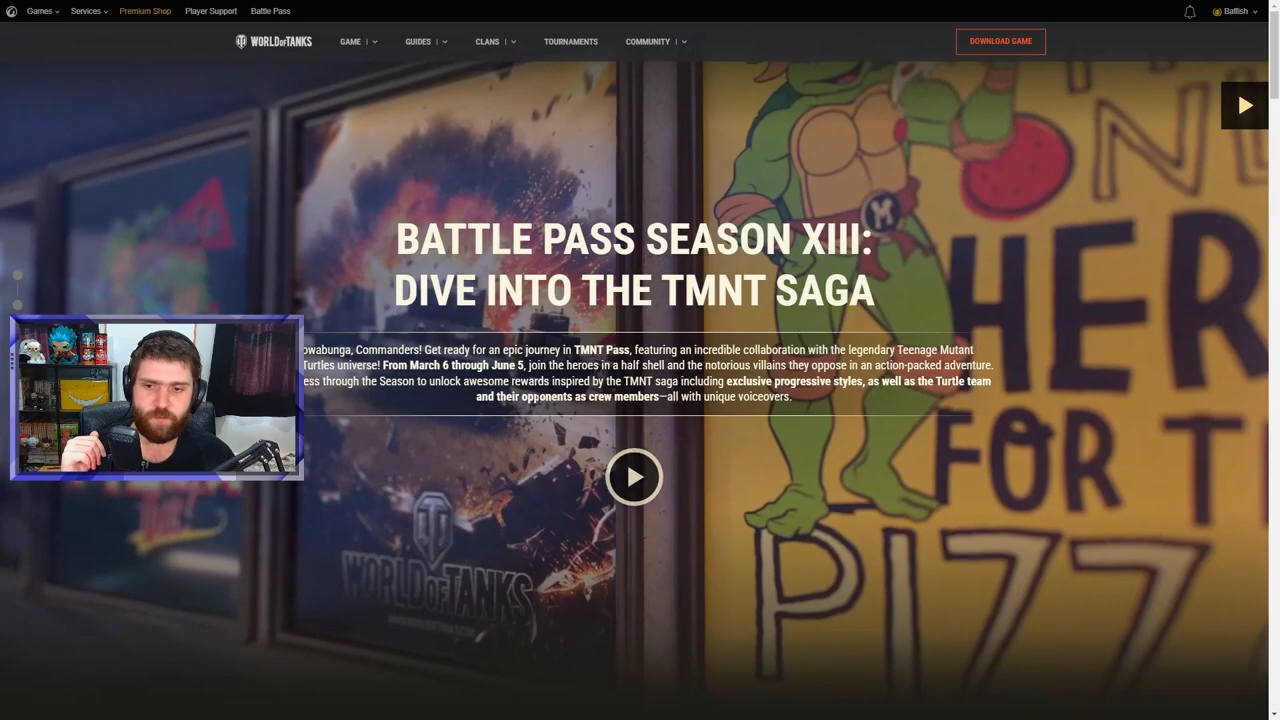 Games
Services
Premium Shop
Player Support
Battle Pass
Batfish
WORLD OF TANKS
GAME
GUIDES
CLANS
TOURNAMENTS
COMMUNITY
DOWNLOAD GAME
BATTLE PASS SEASON XIII:
DIVE INTO THE TMNT SAGA
owabunga, Commanders! Get ready for an epic journey in TMNT Pass, featuring an incredible collaboration with the legendary Teenage Mutant
Turtles universe! From March 6 through June 5, join the heroes in a half shell and the notorious villains they oppose in an action-packed adventure.
ess through the Season to unlock awesome rewards inspired by the TMNT saga including exclusive progressive styles, as well as the Turtle team
and their opponents as crew members—all with unique voiceovers.
M
HER
FOR T
PIZZ
WORLD OF TANKS